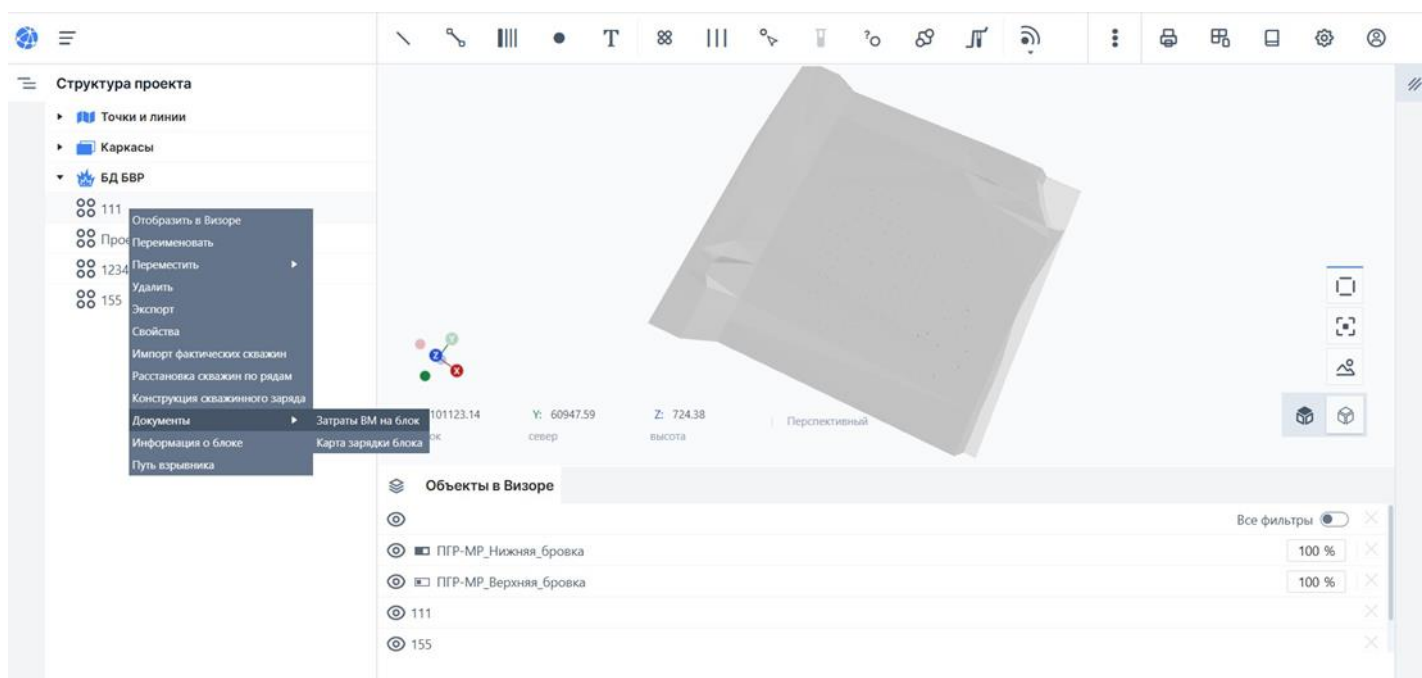 T
?
Структура проекта
Точки и линии
Каркасы
БД БВР
111
Отобразить в Визоре
Прое
Переименовать
1234
Переместить
155
Удалить
Экспорт
Свойства
Импорт фактических скважин
Расстановка скважин по рядам
Конструкция скважинного заряда
Документы
Затраты ВМ на блок
Информация о блоке
Карта зарядки блока
Путь взрывника
Y
Z
X
101123.14
Y: 60947.59
Z: 724.38
Перспективный
ок
север
высота
Объекты в Визоре
Все фильтры
ПГР-МР_Нижняя_бровка
100 %
ПГР-МР_Верхняя_бровка
100 %
111
155